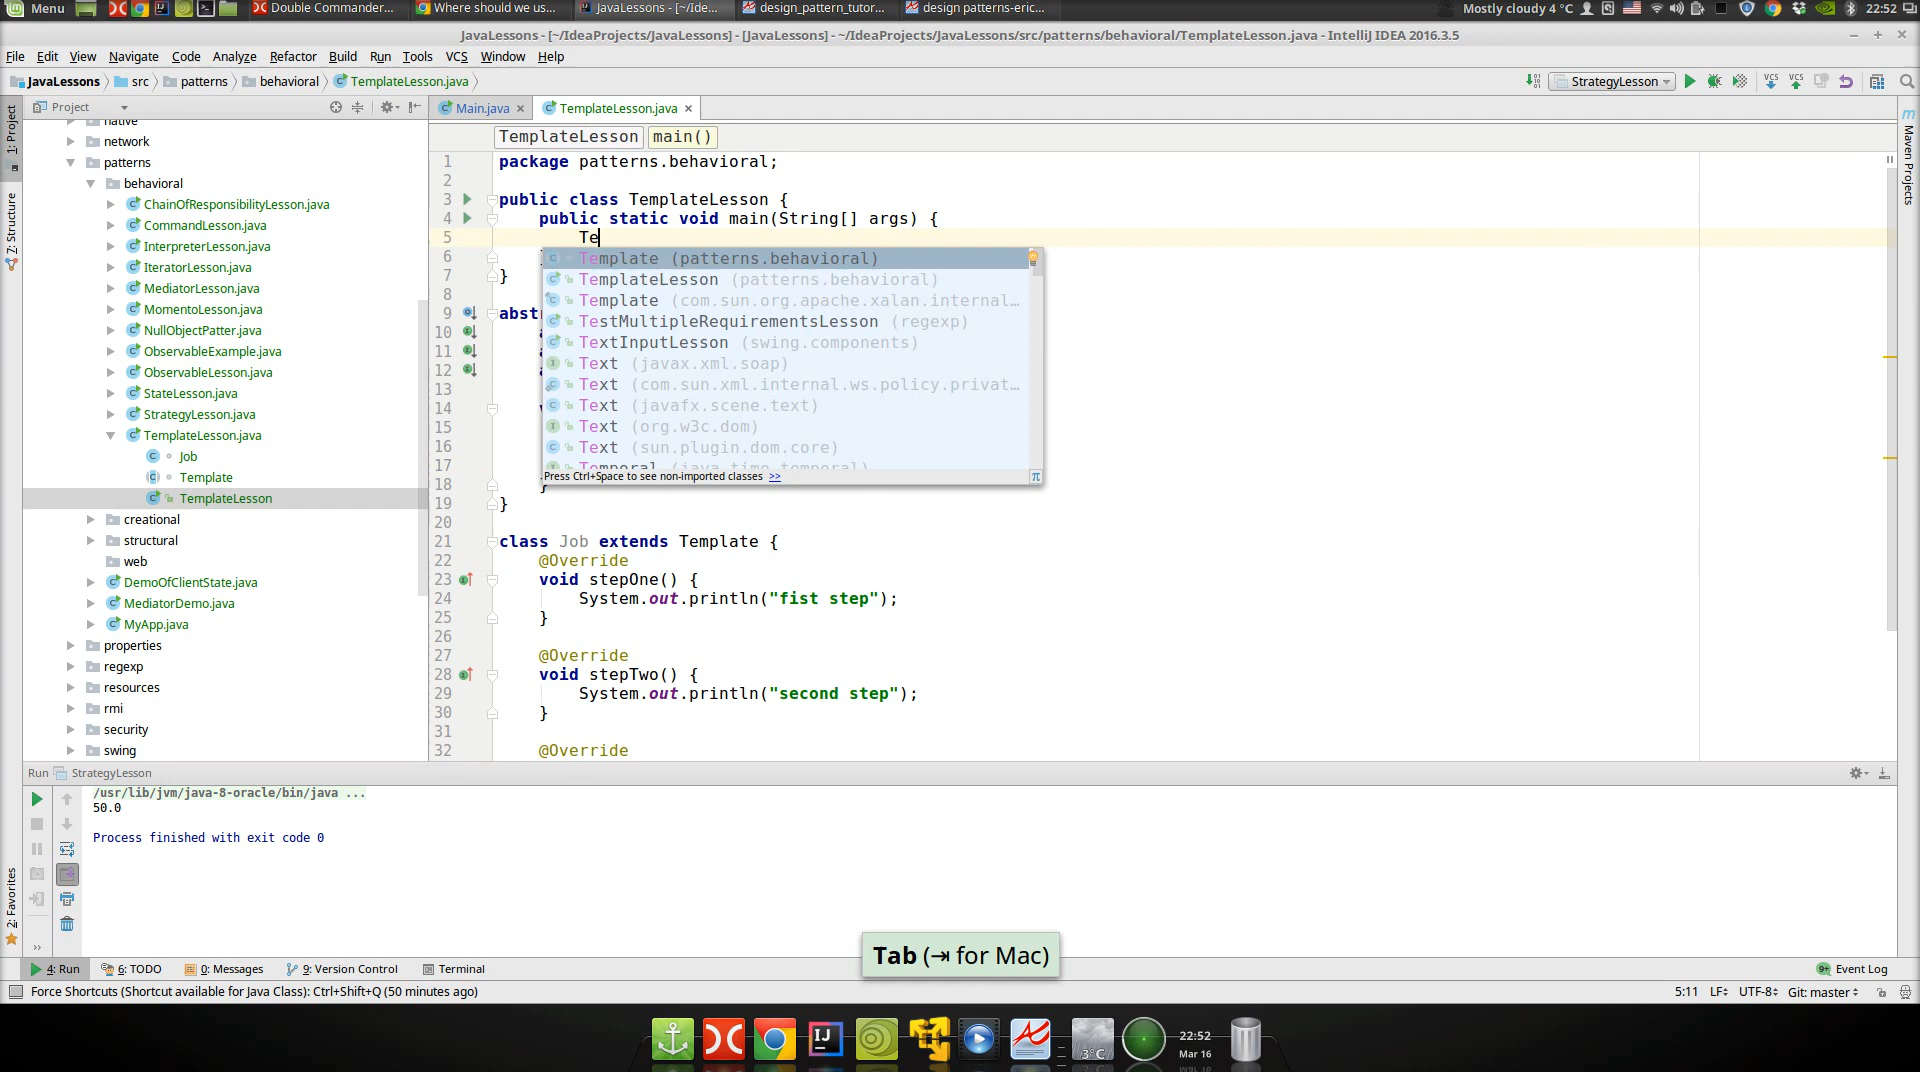 Menu
Double Commander...
Where should we us...
JavaLessons - [~/Ide...
design_pattern_tutor...
design patterns-eric...
Mostly cloudy 4 °C
22:52
JavaLessons - [~/IdeaProjects/JavaLessons] - [JavaLessons] - ~/IdeaProjects/JavaLessons/src/patterns/behavioral/TemplateLesson.java - IntelliJ IDEA 2016.3.5
File Edit View Navigate Code Analyze Refactor Build Run Tools VCS Window Help
JavaLessons src patterns behavioral TemplateLesson.java
StrategyLesson
VCS VCS
1: Project
7: Structure
2: Favorites
Maven Projects
Project
native
network
patterns
behavioral
ChainOfResponsibilityLesson.java
CommandLesson.java
InterpreterLesson.java
IteratorLesson.java
MediatorLesson.java
MomentoLesson.java
NullObjectPatter.java
ObservableExample.java
ObservableLesson.java
StateLesson.java
StrategyLesson.java
TemplateLesson.java
Job
Template
TemplateLesson
creational
structural
web
DemoOfClientState.java
MediatorDemo.java
MyApp.java
properties
regexp
resources
rmi
security
swing
Main.java TemplateLesson.java
TemplateLesson main()
1 package patterns.behavioral;
2
3 public class TemplateLesson {
4 public static void main(String[] args) {
5 Te
6
7 }
8
9 abst
10
11
12
13
14
15
16
17
18 }
19 }
20
21 class Job extends Template {
22 @Override
23 void stepOne() {
24 System.out.println("fist step");
25 }
26
27 @Override
28 void stepTwo() {
29 System.out.println("second step");
30 }
31
32 @Override
Template (patterns.behavioral)
TemplateLesson (patterns.behavioral)
Template (com.sun.org.apache.xalan.internal...
TestMultipleRequirementsLesson (regexp)
TextInputLesson (swing.components)
Text (javax.xml.soap)
Text (com.sun.xml.internal.ws.policy.privat...
Text (javafx.scene.text)
Text (org.w3c.dom)
Text (sun.plugin.dom.core)
Temporal (java.time.temporal)
Press Ctrl+Space to see non-imported classes >>
π
Run StrategyLesson
/usr/lib/jvm/java-8-oracle/bin/java ...
50.0
Process finished with exit code 0
Tab (⇥ for Mac)
4: Run 6: TODO 0: Messages 9: Version Control Terminal
Event Log
Force Shortcuts (Shortcut available for Java Class): Ctrl+Shift+Q (50 minutes ago)
5:11 LF UTF-8 Git: master
IJ
3°C
22:52
Mar 16